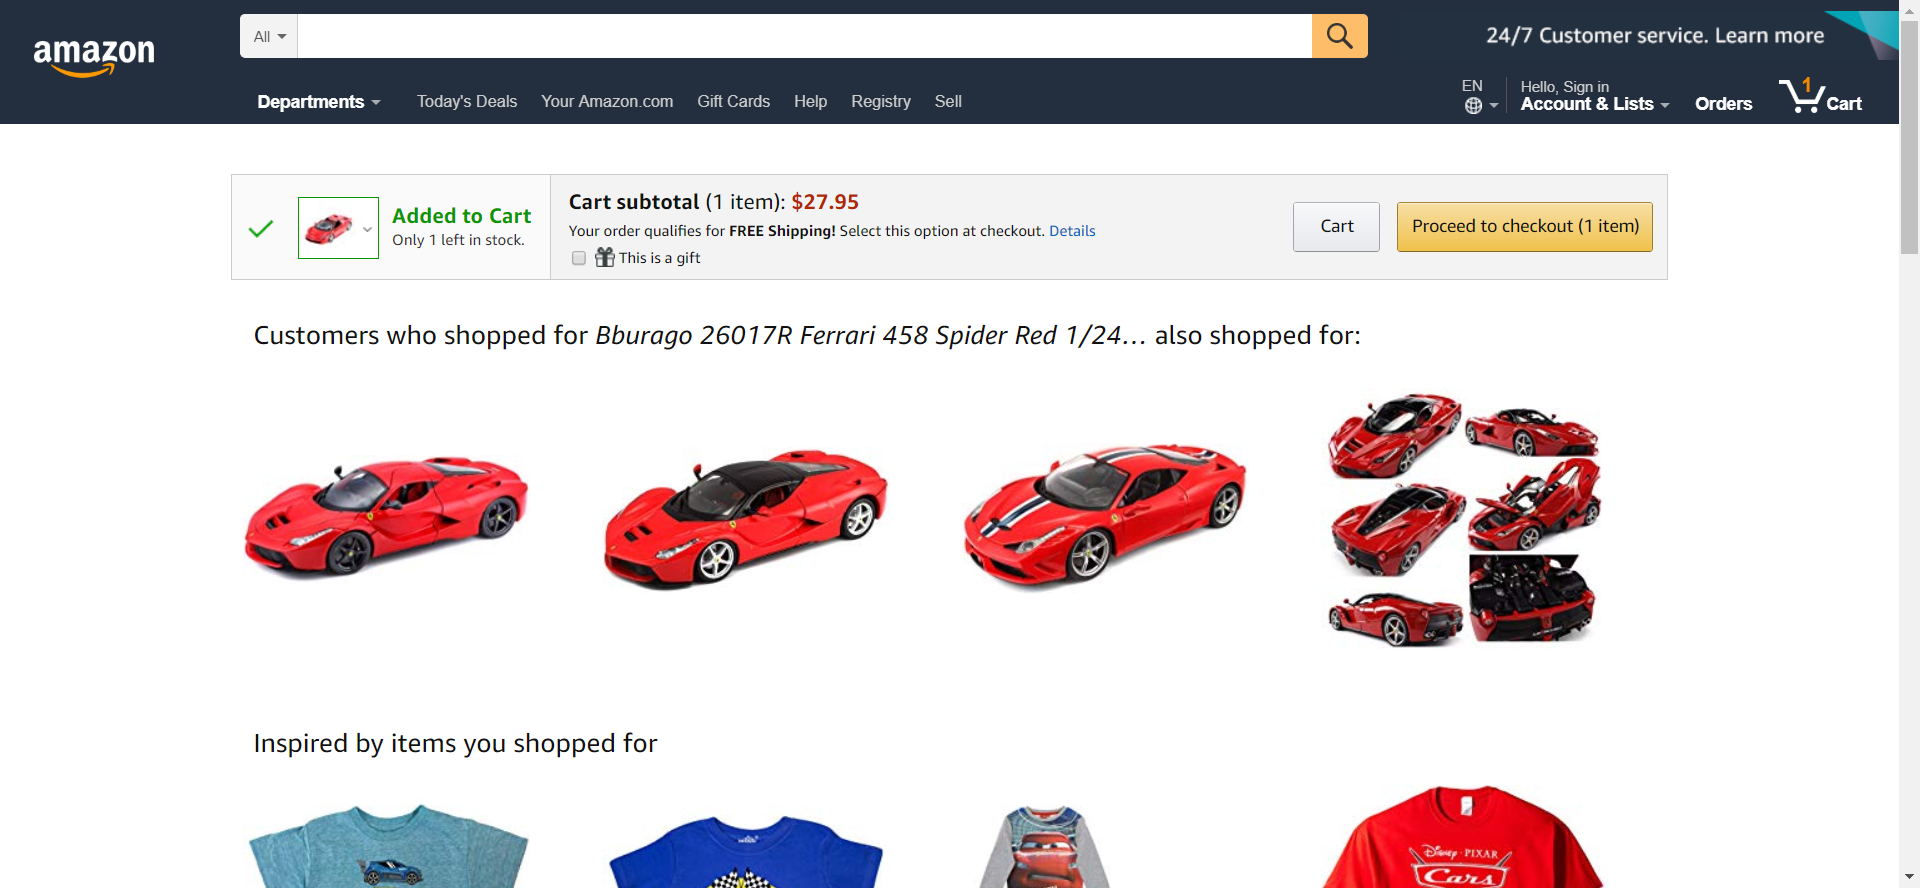 amazon
All
24/7 Customer service. Learn more
Departments
Today's Deals
Your Amazon.com
Gift Cards
Help
Registry
Sell
EN
Hello, Sign in
Account & Lists
Orders
1
Cart
Added to Cart
Only 1 left in stock.
Cart subtotal (1 item): $27.95
Your order qualifies for FREE Shipping! Select this option at checkout. Details
This is a gift
Cart
Proceed to checkout (1 item)
Customers who shopped for Bburago 26017R Ferrari 458 Spider Red 1/24... also shopped for:
Inspired by items you shopped for
Disney · PIXAR
Cars